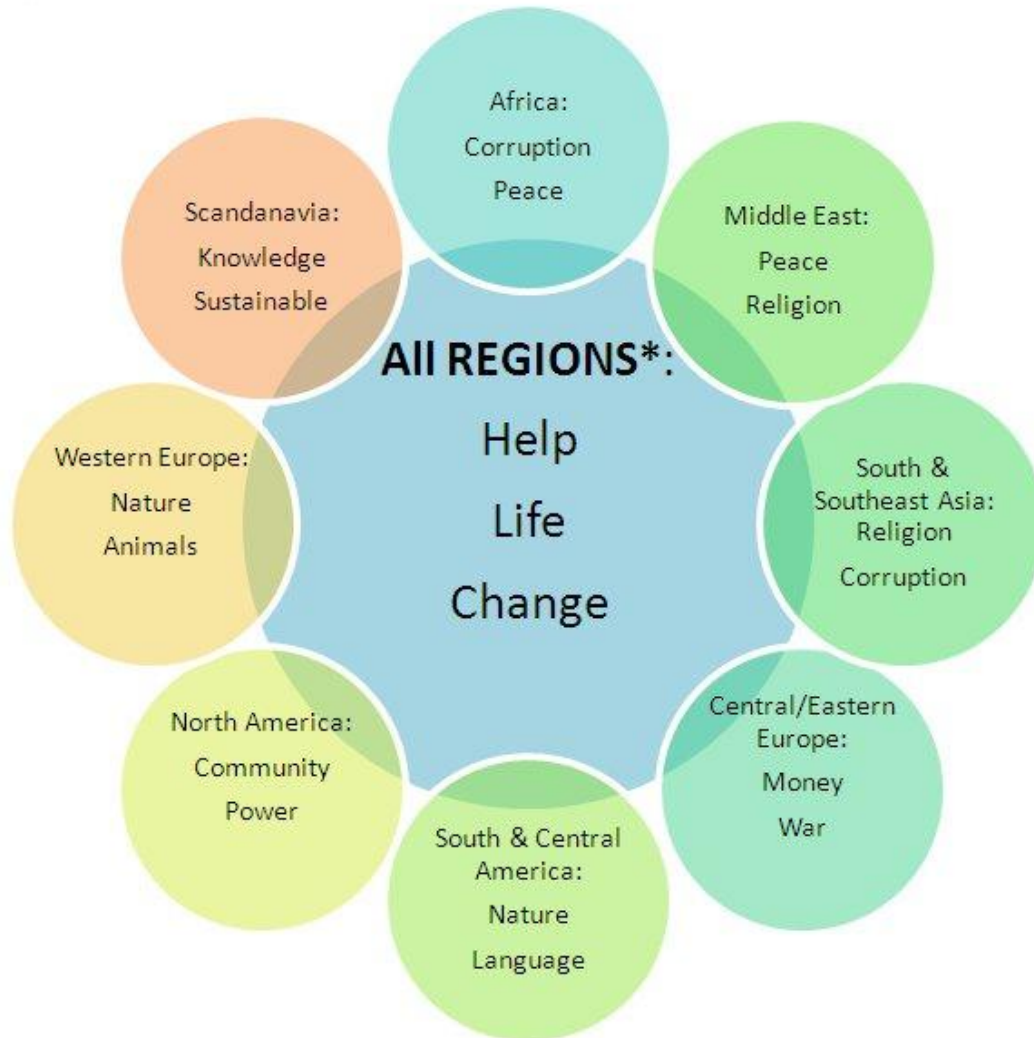 All REGIONS*:
Help
Life
Change
Africa:
Corruption
Peace
Middle East:
Peace
Religion
South &
Southeast Asia:
Religion
Corruption
Central/Eastern
Europe:
Money
War
South & Central
America:
Nature
Language
North America:
Community
Power
Western Europe:
Nature
Animals
Scandanavia:
Knowledge
Sustainable